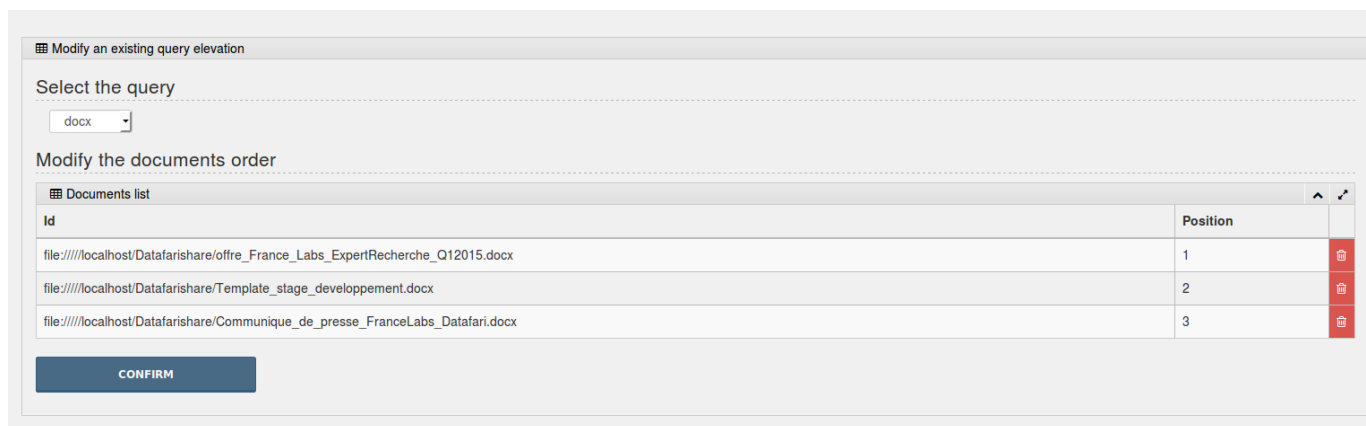 Modify an existing query elevation
Select the query
docx
Modify the documents order
Documents list
Id Position
file://///localhost/Datafarishare/offre_France_Labs_ExpertRecherche_Q12015.docx 1
file://///localhost/Datafarishare/Template_stage_developpement.docx 2
file://///localhost/Datafarishare/Communique_de_presse_FranceLabs_Datafari.docx 3
CONFIRM